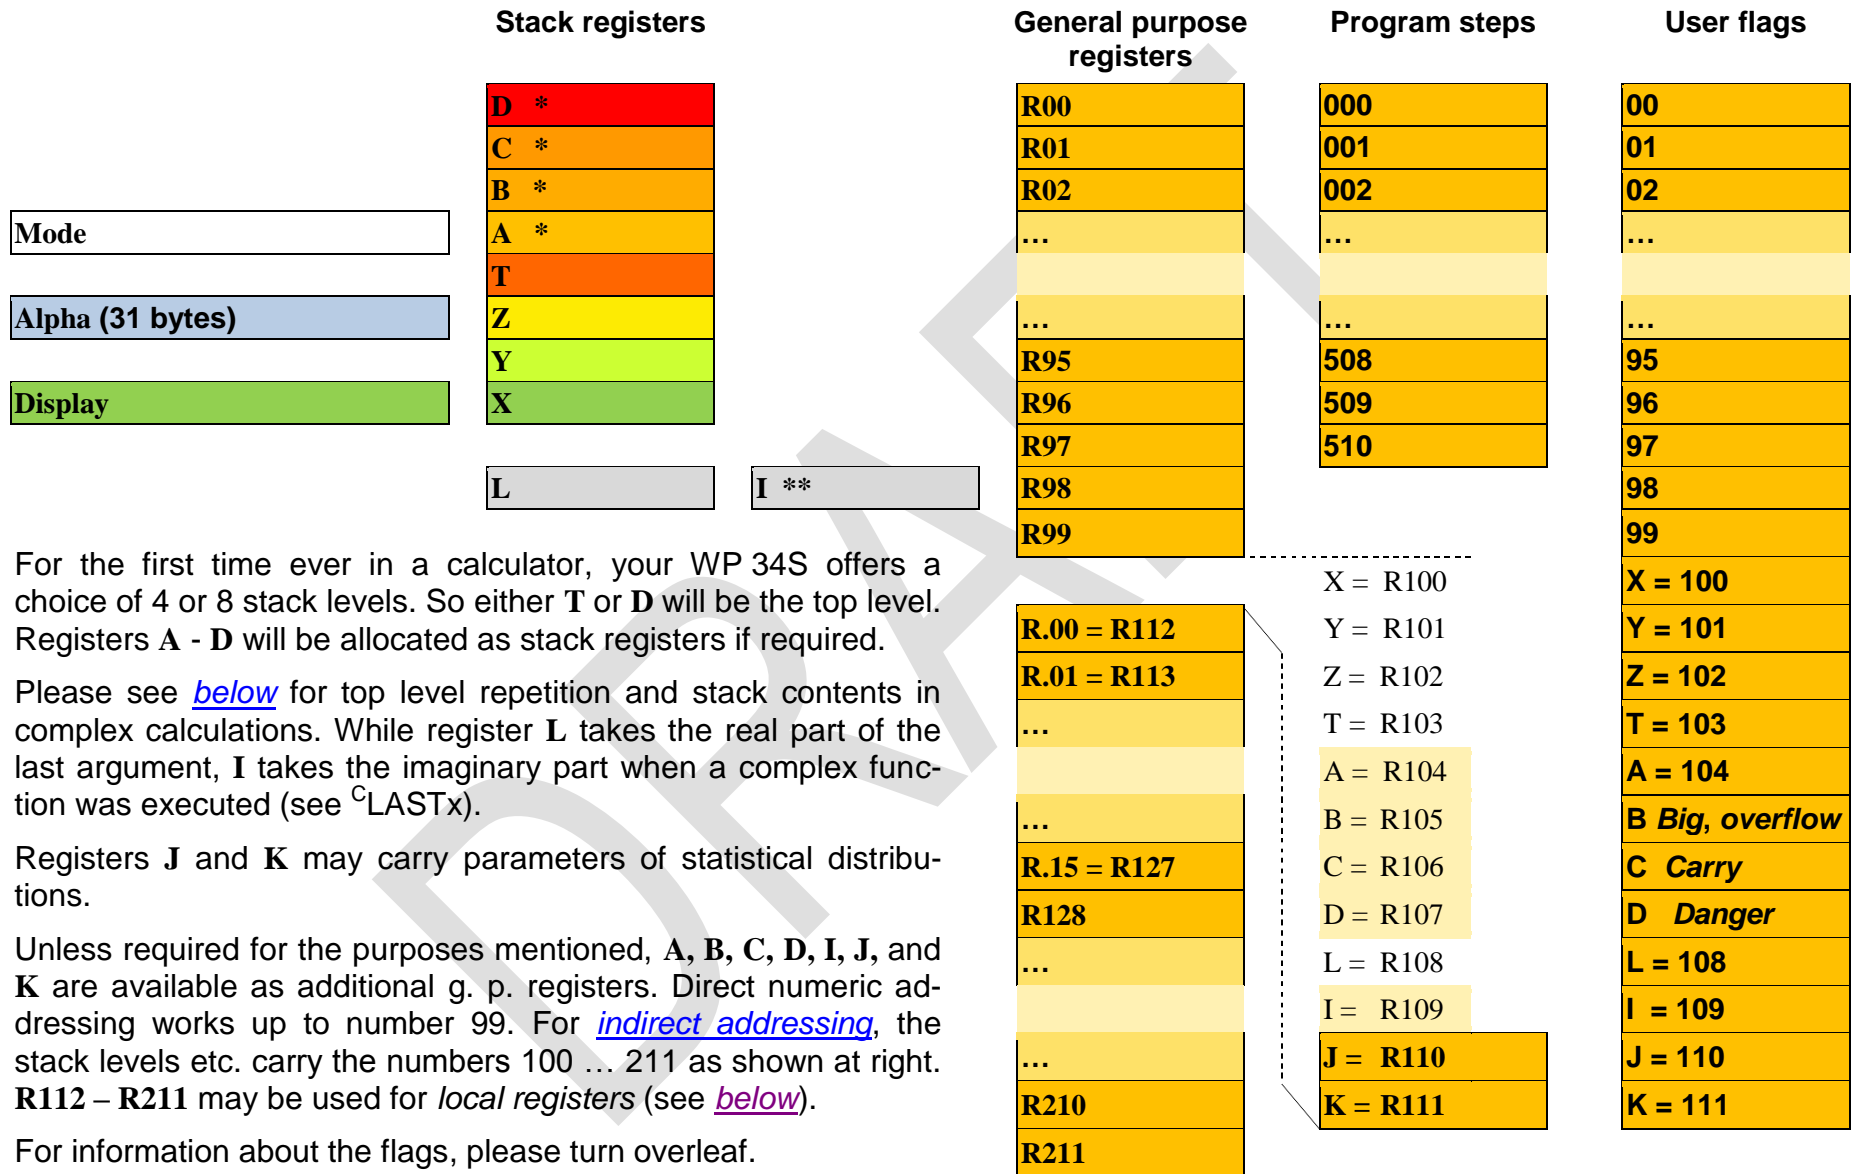 Stack registers
General purpose
registers
Program steps
User flags
D *
C *
B *
A *
T
Z
Y
X
Mode
Alpha (31 bytes)
Display
L
I **
For the first time ever in a calculator, your WP 34S offers a
choice of 4 or 8 stack levels. So either T or D will be the top level.
Registers A - D will be allocated as stack registers if required.
Please see below for top level repetition and stack contents in
complex calculations. While register L takes the real part of the
last argument, I takes the imaginary part when a complex func-
tion was executed (see CLASTx).
Registers J and K may carry parameters of statistical distribu-
tions.
Unless required for the purposes mentioned, A, B, C, D, I, J, and
K are available as additional g. p. registers. Direct numeric ad-
dressing works up to number 99. For indirect addressing, the
stack levels etc. carry the numbers 100 … 211 as shown at right.
R112 – R211 may be used for local registers (see below).
For information about the flags, please turn overleaf.
R00
R01
R02
…
…
R95
R96
R97
R98
R99
R.00 = R112
R.01 = R113
…
…
R.15 = R127
R128
…
…
R210
R211
000
001
002
…
…
508
509
510
X = R100
Y = R101
Z = R102
T = R103
A = R104
B = R105
C = R106
D = R107
L = R108
I = R109
J = R110
K = R111
00
01
02
…
…
95
96
97
98
99
X = 100
Y = 101
Z = 102
T = 103
A = 104
B Big, overflow
C Carry
D Danger
L = 108
I = 109
J = 110
K = 111
DRAFT